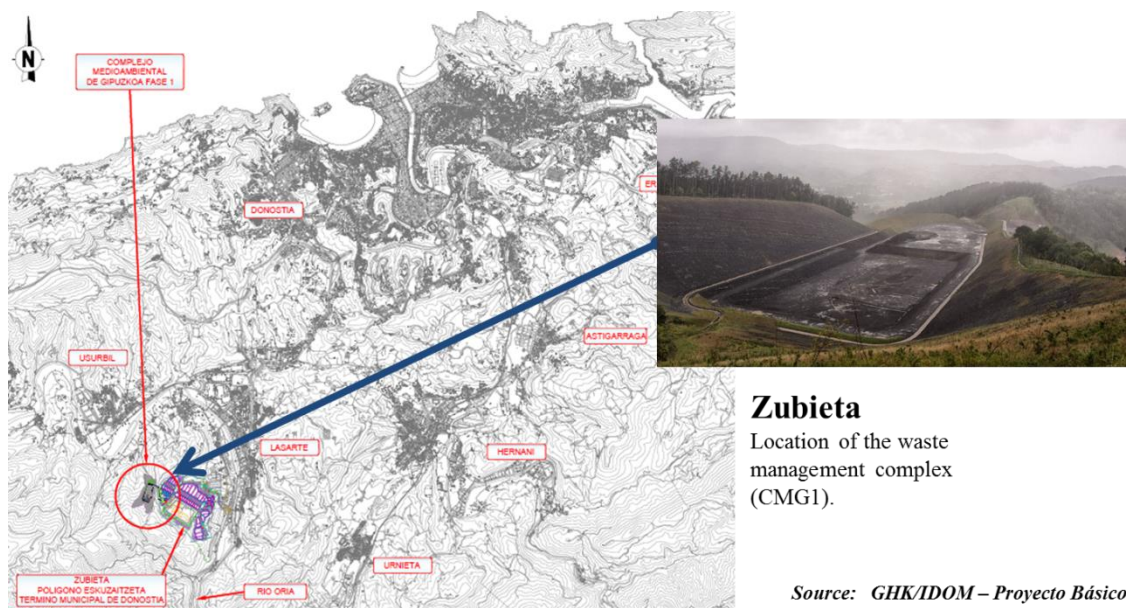 N
COMPLEJO
MEDIOAMBIENTAL
DE GIPUZKOA FASE 1
DONOSTIA
ER
ASTIGARRAGA
USURBIL
LASARTE
HERNANI
Zubieta
Location of the waste
management complex
(CMG1).
URNIETA
ZUBIETA
POLIGONO ESKUZAITZETA
TERMINO MUNICIPAL DE DONOSTIA
RIO ORIA
Source: GHK/IDOM – Proyecto Básico